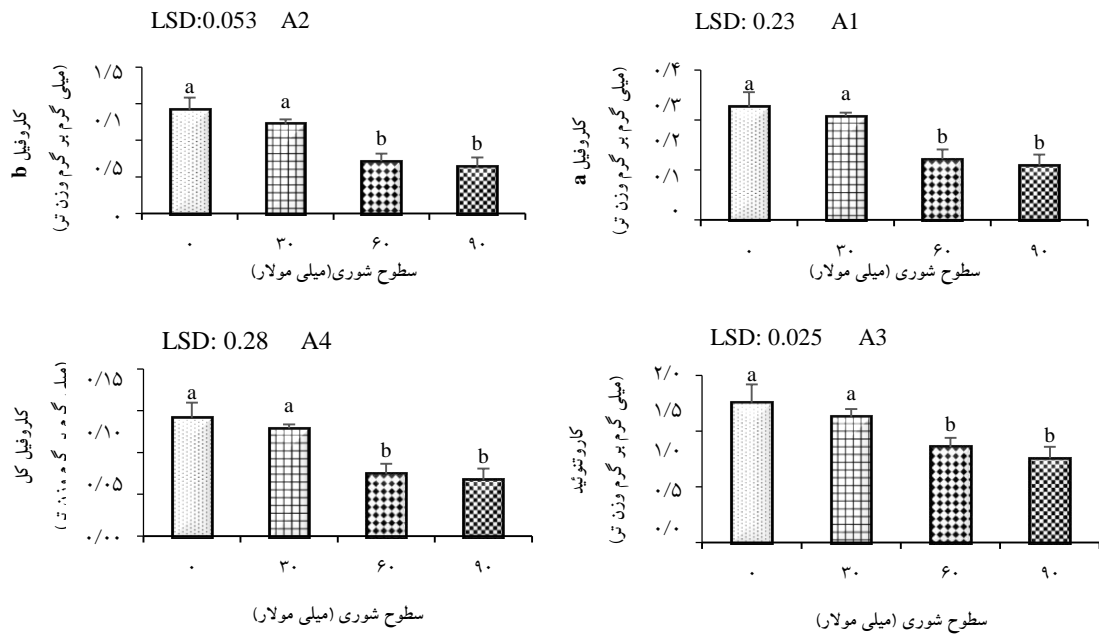 LSD: 0.23 A1
۰/۴
۰/۳
۰/۲
۰/۱
۰
کلروفیل a
(میلی گرم بر گرم وزن تر)
a
a
b
b
۰ ۳۰ ۶۰ ۹۰
سطوح شوری (میلی مولار)
LSD:0.053 A2
۱/۵
۰/۱
۰/۵
۰
کلروفیل b
(میلی گرم بر گرم وزن تر)
a
a
b
b
۰ ۳۰ ۶۰ ۹۰
سطوح شوری(میلی مولار)
LSD: 0.025 A3
۲/۰
۱/۵
۱/۰
۰/۵
۰/۰
کاروتنوئید
(میلی گرم بر گرم وزن تر)
a
a
b
b
۰ ۳۰ ۶۰ ۹۰
سطوح شوری (میلی مولار)
LSD: 0.28 A4
۰/۱۵
۰/۱۰
۰/۰۵
۰/۰۰
کلروفیل کل
a
a
b
b
۰ ۳۰ ۶۰ ۹۰
سطوح شوری (میلی مولار)